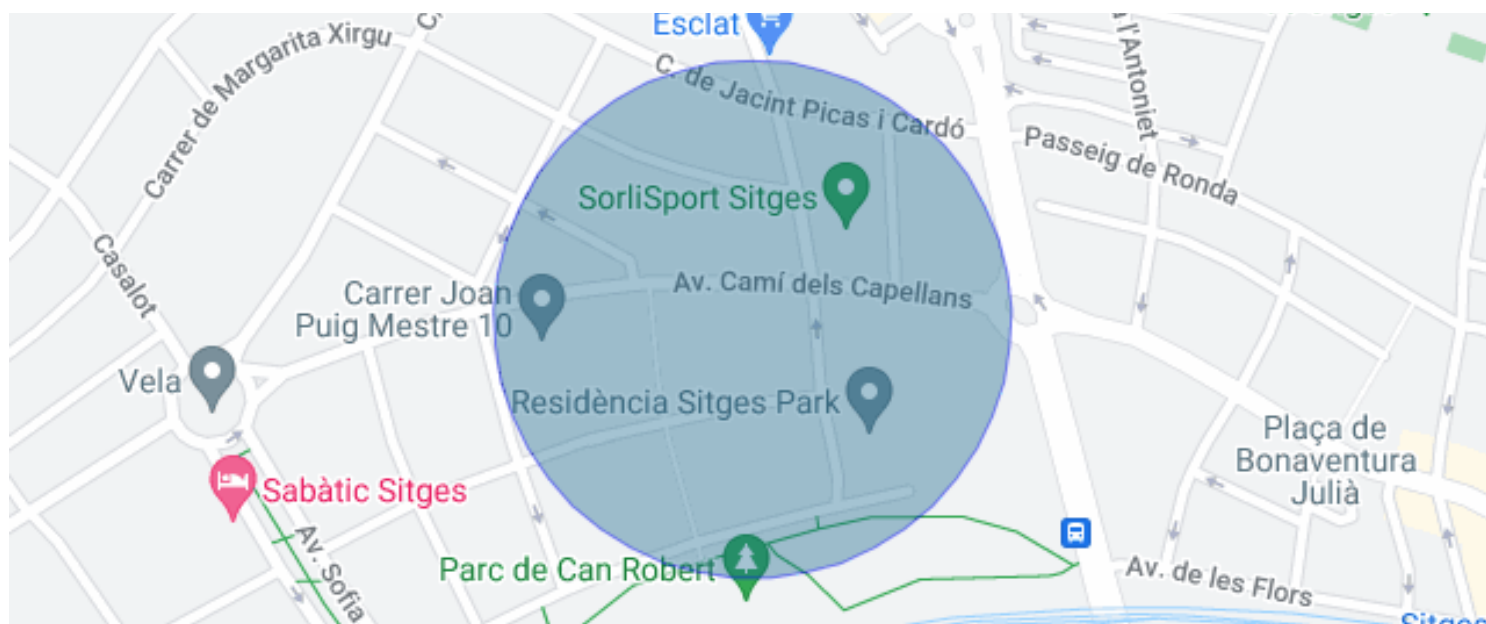 Esclat
Carrer de Margarita Xirgu
C. de Jacint Picas i Cardó
l'Antoniet
Passeig de Ronda
SorliSport Sitges
Casalot
Carrer Joan
Puig Mestre 10
Av. Camí dels Capellans
Vela
Residència Sitges Park
Plaça de
Bonaventura
Julià
Sabàtic Sitges
Av. Sofia
Parc de Can Robert
Av. de les Flors
Sitges